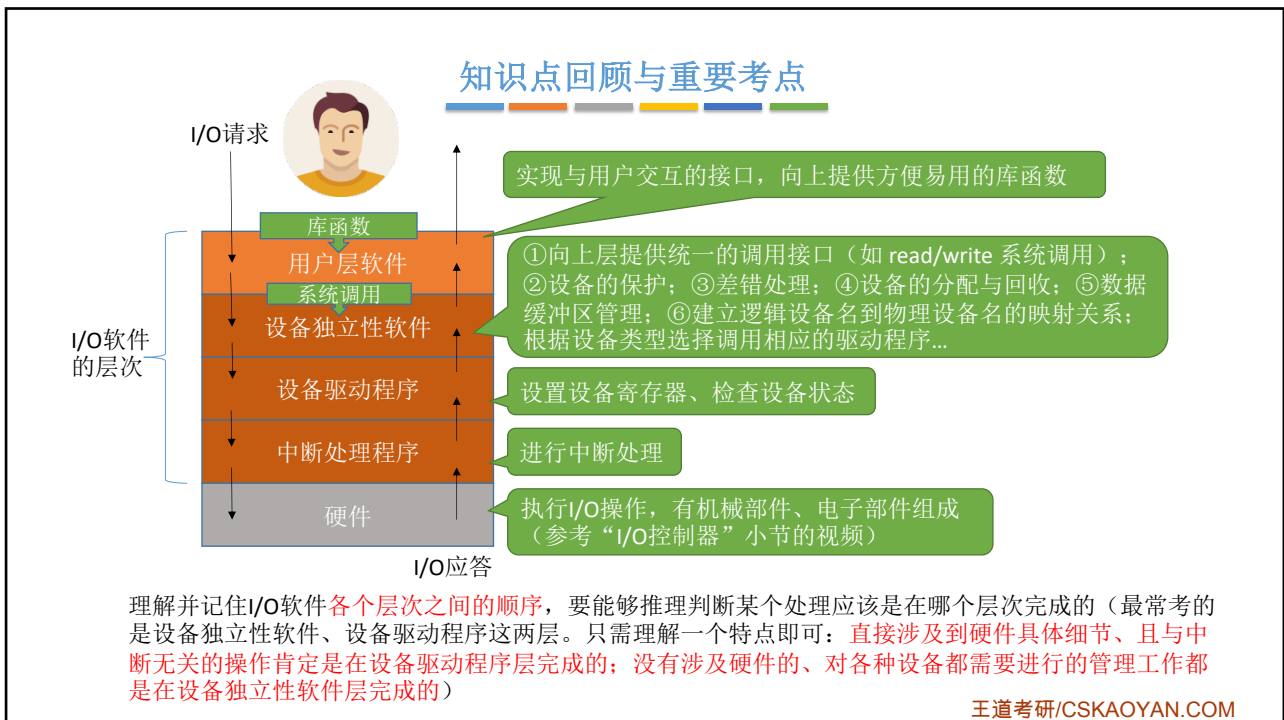 知识点回顾与重要考点
I/O请求
实现与用户交互的接口，向上提供方便易用的库函数
库函数
用户层软件
系统调用
①向上层提供统一的调用接口（如 read/write 系统调用）；
②设备的保护；③差错处理；④设备的分配与回收；⑤数据
缓冲区管理；⑥建立逻辑设备名到物理设备名的映射关系；
根据设备类型选择调用相应的驱动程序…
设备独立性软件
I/O软件
的层次
设备驱动程序
设置设备寄存器、检查设备状态
中断处理程序
进行中断处理
硬件
执行I/O操作，有机械部件、电子部件组成
（参考“I/O控制器”小节的视频）
I/O应答
理解并记住I/O软件各个层次之间的顺序，要能够推理判断某个处理应该是在哪个层次完成的（最常考的
是设备独立性软件、设备驱动程序这两层。只需理解一个特点即可：直接涉及到硬件具体细节、且与中
断无关的操作肯定是在设备驱动程序层完成的；没有涉及硬件的、对各种设备都需要进行的管理工作都
是在设备独立性软件层完成的）
王道考研/CSKAOYAN.COM